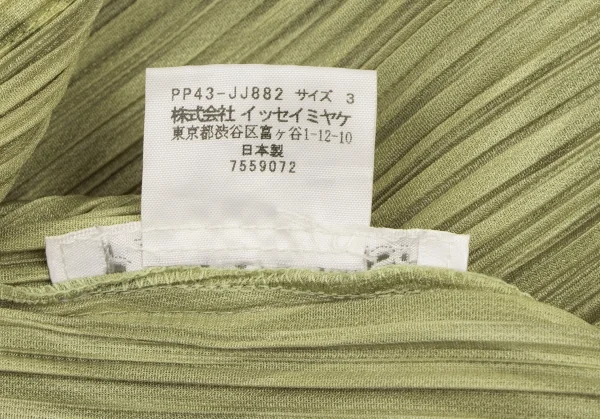 PP43-JJ882 サイズ 3
株式会社 イッセイミヤケ
東京都渋谷区富ヶ谷1-12-10
日本製
7559072